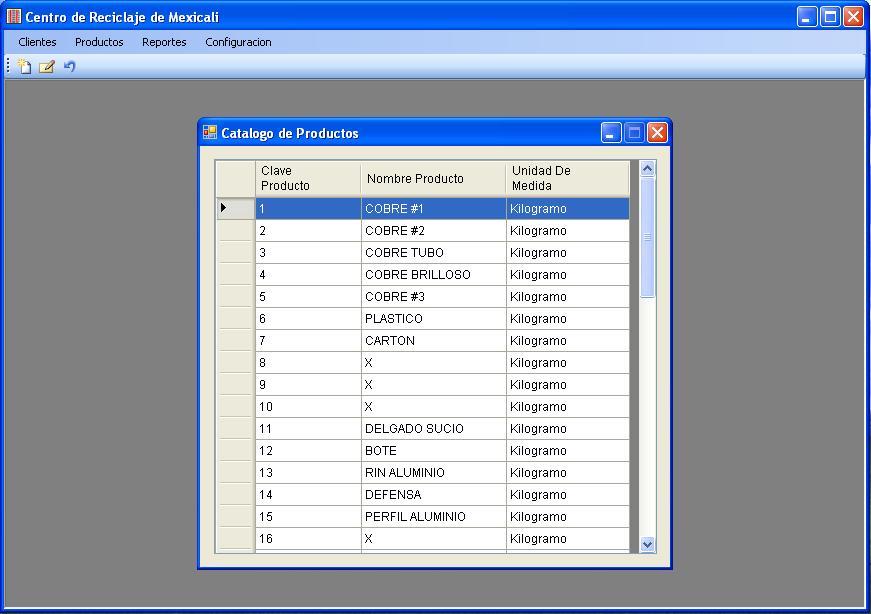 Centro de Reciclaje de Mexicali
Clientes Productos Reportes Configuracion
Catalogo de Productos
Clave Producto Nombre Producto Unidad De Medida
1 COBRE #1 Kilogramo
2 COBRE #2 Kilogramo
3 COBRE TUBO Kilogramo
4 COBRE BRILLOSO Kilogramo
5 COBRE #3 Kilogramo
6 PLASTICO Kilogramo
7 CARTON Kilogramo
8 X Kilogramo
9 X Kilogramo
10 X Kilogramo
11 DELGADO SUCIO Kilogramo
12 BOTE Kilogramo
13 RIN ALUMINIO Kilogramo
14 DEFENSA Kilogramo
15 PERFIL ALUMINIO Kilogramo
16 X Kilogramo